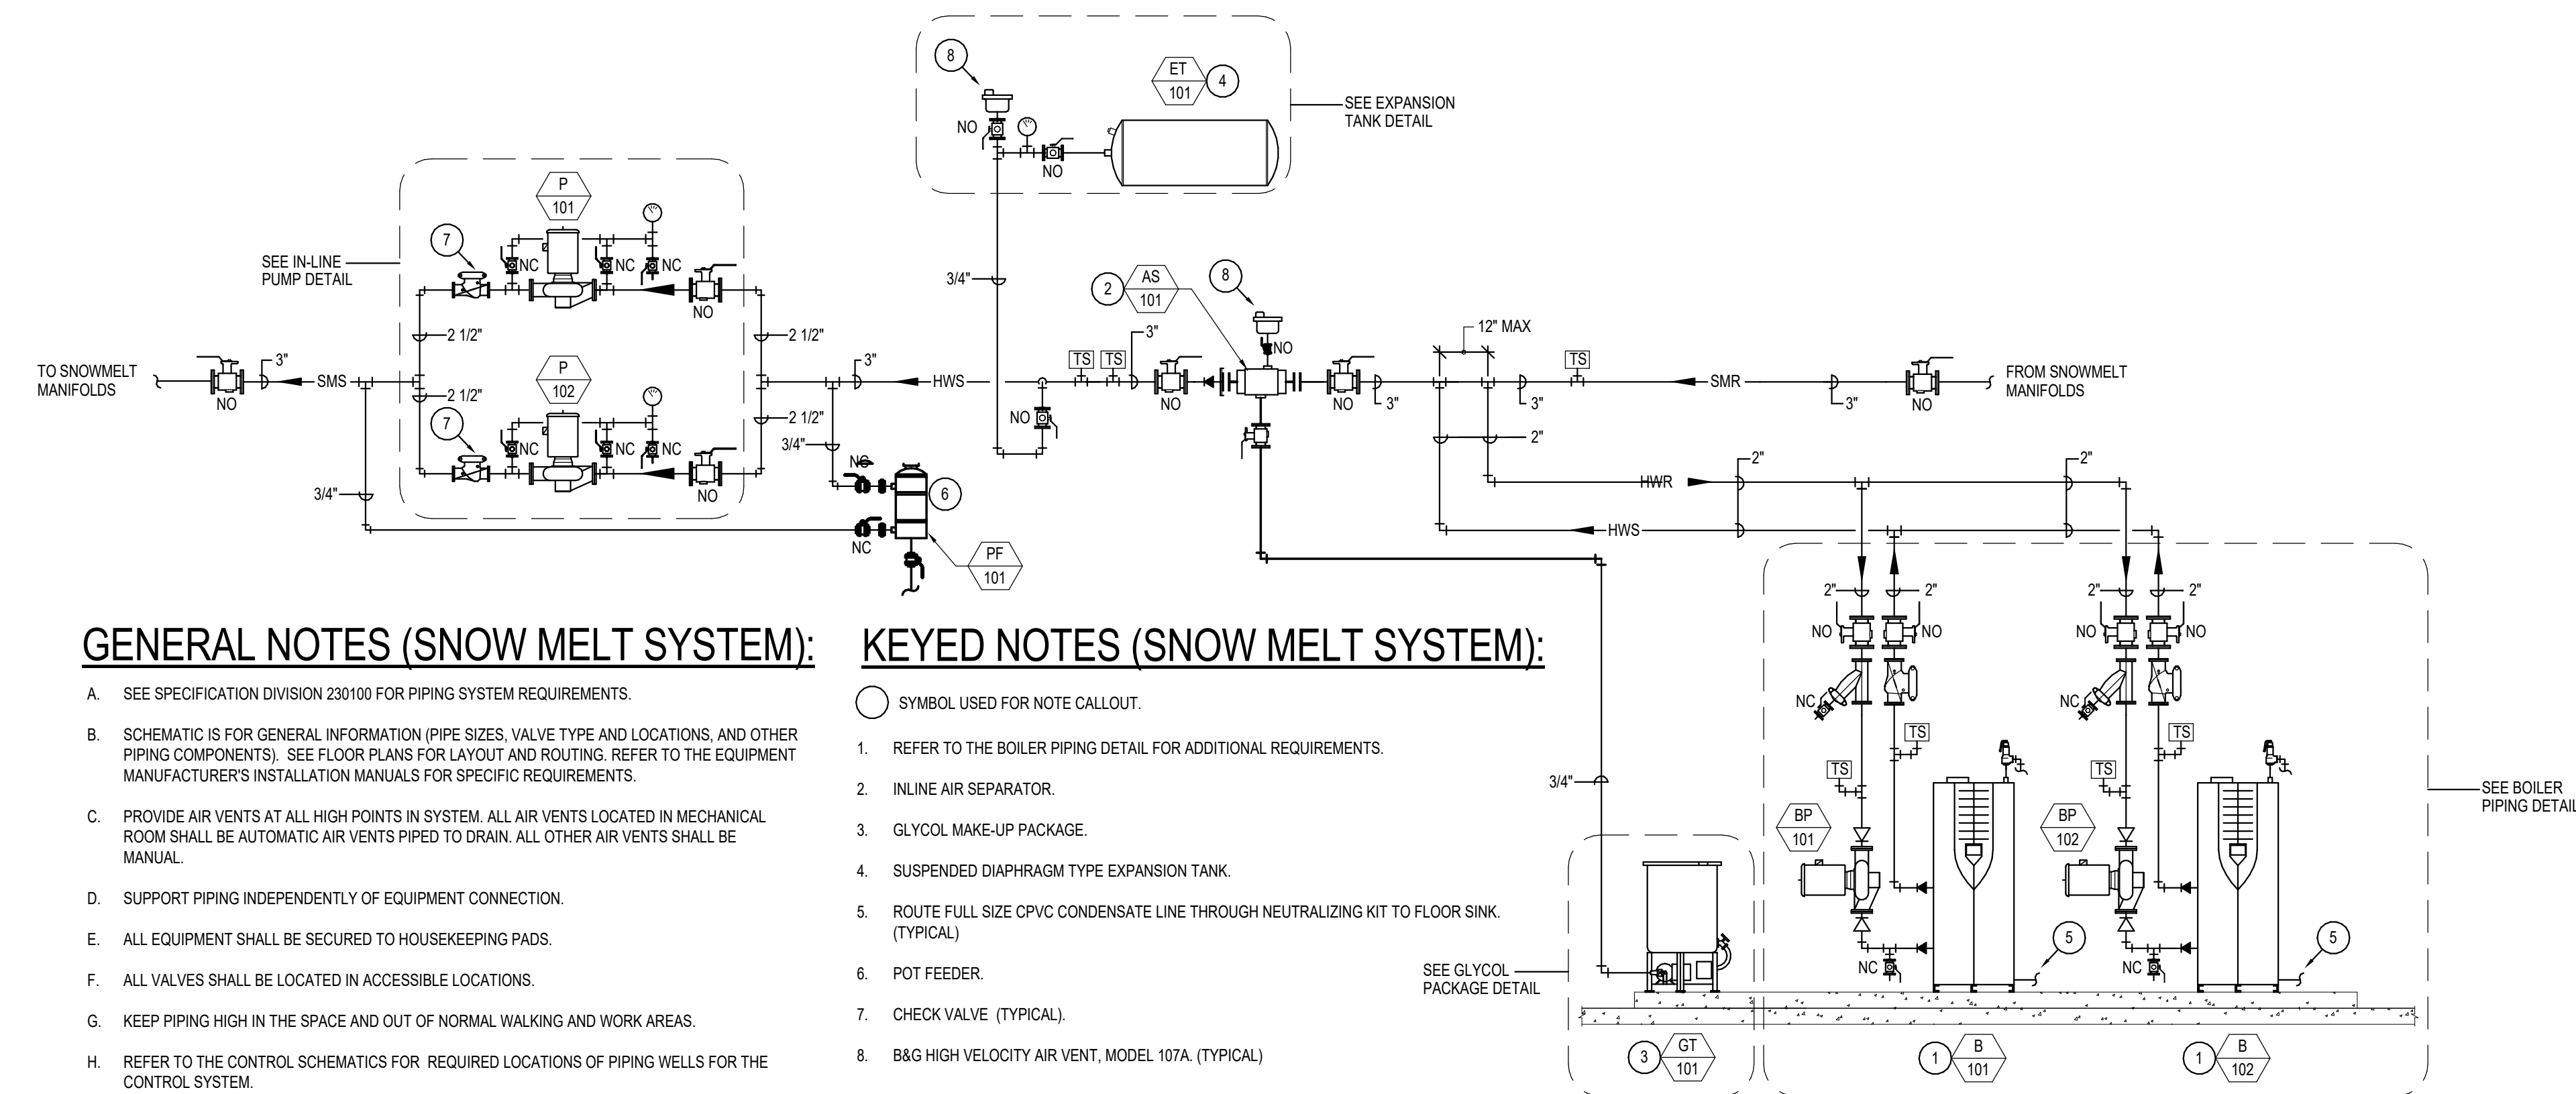 8
ET
101
4
SEE EXPANSION
TANK DETAIL
NO
NO
P
101
7
SEE IN-LINE
PUMP DETAIL
NC
NC
NC
NO
3/4"
2
AS
101
8
2 1/2"
2 1/2"
3"
12" MAX
TO SNOWMELT
MANIFOLDS
3"
SMS
NO
P
102
2 1/2"
2 1/2"
3"
HWS
TS
TS
NO
NO
NO
3"
3"
TS
SMR
3"
NO
FROM SNOWMELT
MANIFOLDS
7
NC
NC
NC
NO
3/4"
NO
2"
3/4"
NC
6
NC
PF
101
HWR
2"
2"
HWS
2"
2"
2"
2"
NO
NO
NO
NO
NC
NC
TS
TS
TS
TS
BP
101
BP
102
SEE BOILER
PIPING DETAIL
3/4"
NC
5
NC
5
SEE GLYCOL
PACKAGE DETAIL
3
GT
101
1
B
101
1
B
102
GENERAL NOTES (SNOW MELT SYSTEM):
A. SEE SPECIFICATION DIVISION 230100 FOR PIPING SYSTEM REQUIREMENTS.
B. SCHEMATIC IS FOR GENERAL INFORMATION (PIPE SIZES, VALVE TYPE AND LOCATIONS, AND OTHER
PIPING COMPONENTS). SEE FLOOR PLANS FOR LAYOUT AND ROUTING. REFER TO THE EQUIPMENT
MANUFACTURER'S INSTALLATION MANUALS FOR SPECIFIC REQUIREMENTS.
C. PROVIDE AIR VENTS AT ALL HIGH POINTS IN SYSTEM. ALL AIR VENTS LOCATED IN MECHANICAL
ROOM SHALL BE AUTOMATIC AIR VENTS PIPED TO DRAIN. ALL OTHER AIR VENTS SHALL BE
MANUAL.
D. SUPPORT PIPING INDEPENDENTLY OF EQUIPMENT CONNECTION.
E. ALL EQUIPMENT SHALL BE SECURED TO HOUSEKEEPING PADS.
F. ALL VALVES SHALL BE LOCATED IN ACCESSIBLE LOCATIONS.
G. KEEP PIPING HIGH IN THE SPACE AND OUT OF NORMAL WALKING AND WORK AREAS.
H. REFER TO THE CONTROL SCHEMATICS FOR REQUIRED LOCATIONS OF PIPING WELLS FOR THE
CONTROL SYSTEM.
KEYED NOTES (SNOW MELT SYSTEM):
SYMBOL USED FOR NOTE CALLOUT.
1. REFER TO THE BOILER PIPING DETAIL FOR ADDITIONAL REQUIREMENTS.
2. INLINE AIR SEPARATOR.
3. GLYCOL MAKE-UP PACKAGE.
4. SUSPENDED DIAPHRAGM TYPE EXPANSION TANK.
5. ROUTE FULL SIZE CPVC CONDENSATE LINE THROUGH NEUTRALIZING KIT TO FLOOR SINK.
(TYPICAL)
6. POT FEEDER.
7. CHECK VALVE (TYPICAL).
8. B&G HIGH VELOCITY AIR VENT, MODEL 107A. (TYPICAL)